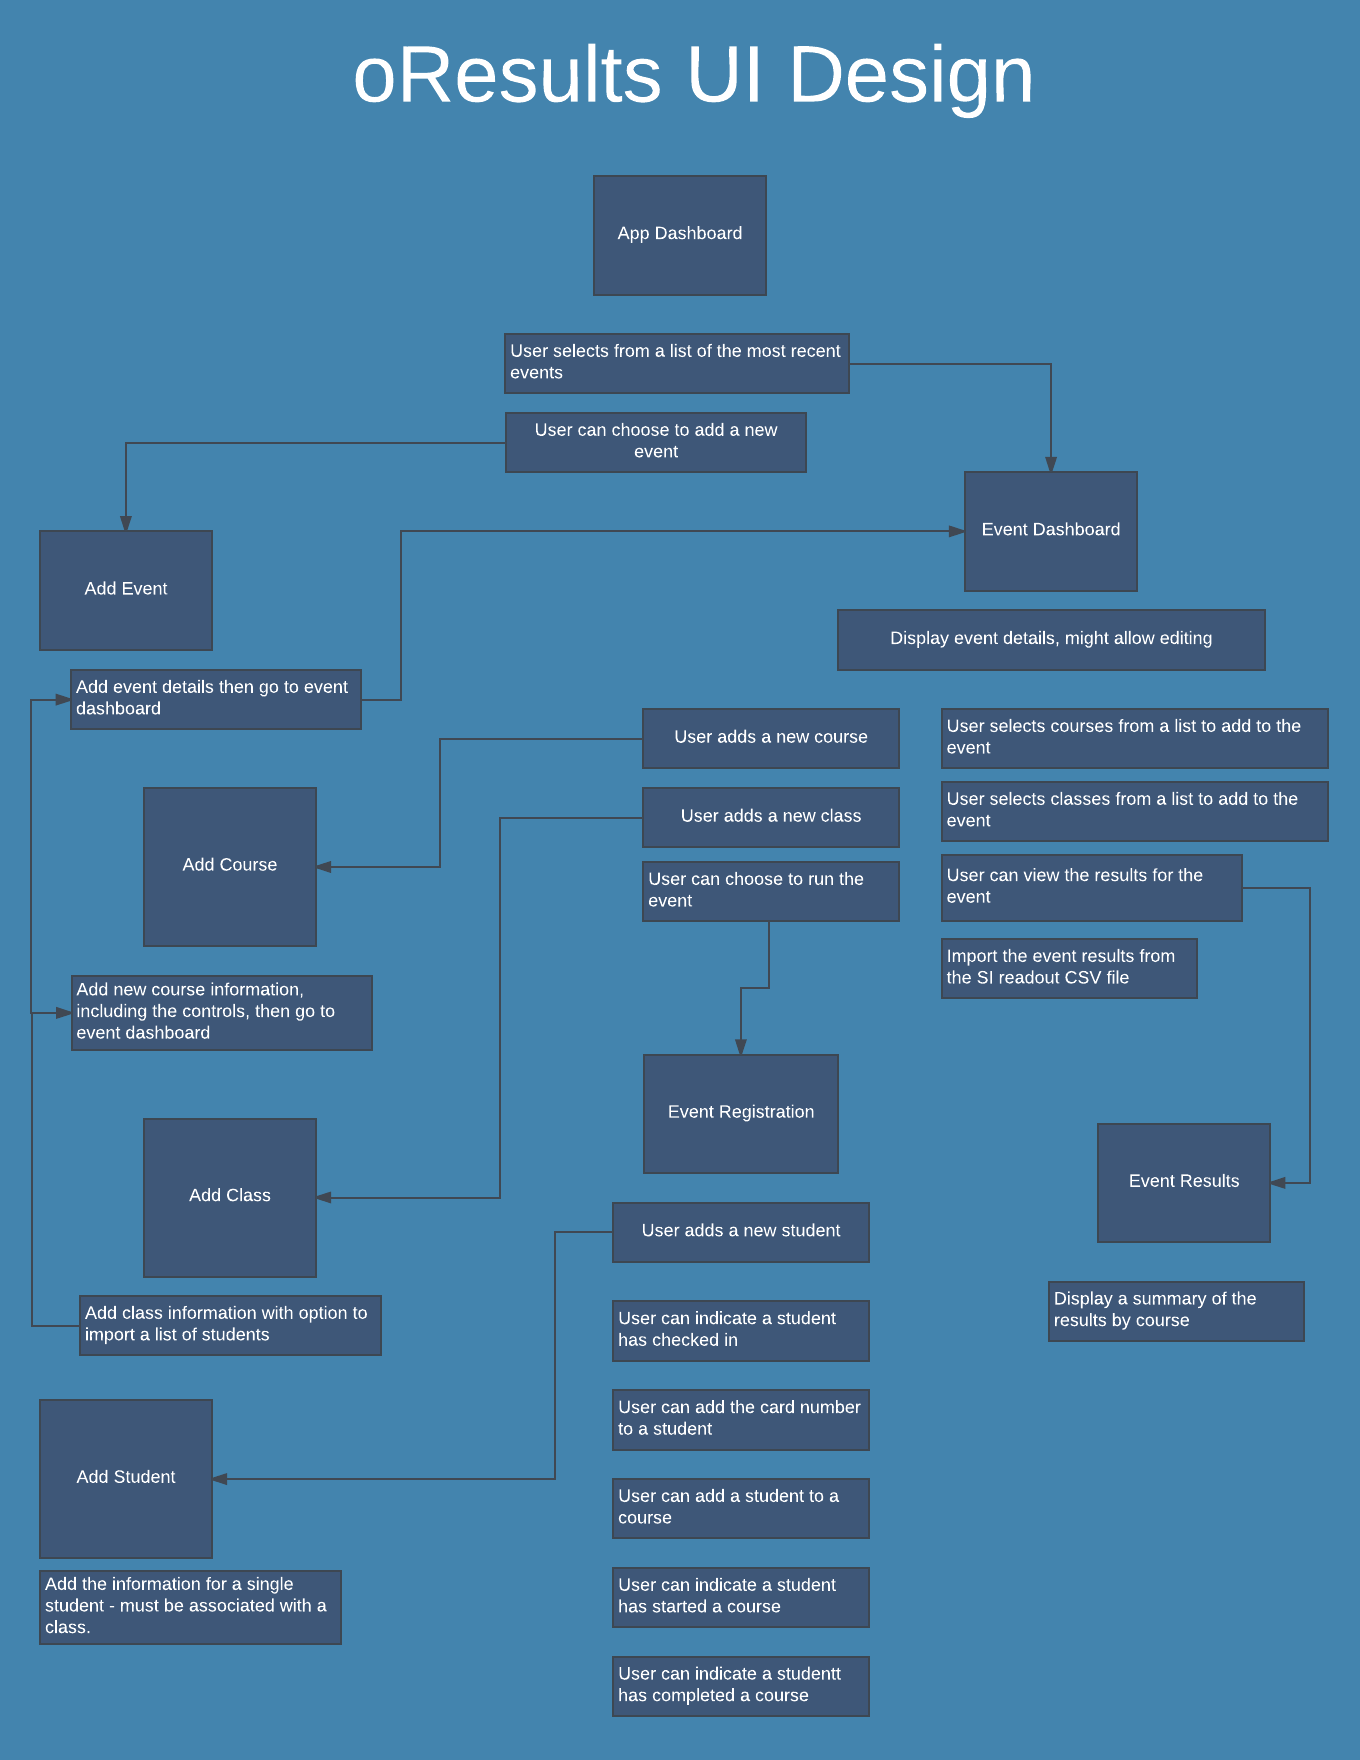 oResults UI Design
App Dashboard
User selects from a list of the most recent
events
User can choose to add a new
event
Event Dashboard
Add Event
Display event details, might allow editing
Add event details then go to event
dashboard
User adds a new course
User selects courses from a list to add to the
event
User adds a new class
User selects classes from a list to add to the
event
Add Course
User can choose to run the
event
User can view the results for the
event
Import the event results from
the SI readout CSV file
Add new course information,
including the controls, then go to
event dashboard
Event Registration
Add Class
Event Results
User adds a new student
Add class information with option to
import a list of students
User can indicate a student
has checked in
Display a summary of the
results by course
User can add the card number
to a student
Add Student
User can add a student to a
course
Add the information for a single
student - must be associated with a
class.
User can indicate a student
has started a course
User can indicate a studentt
has completed a course